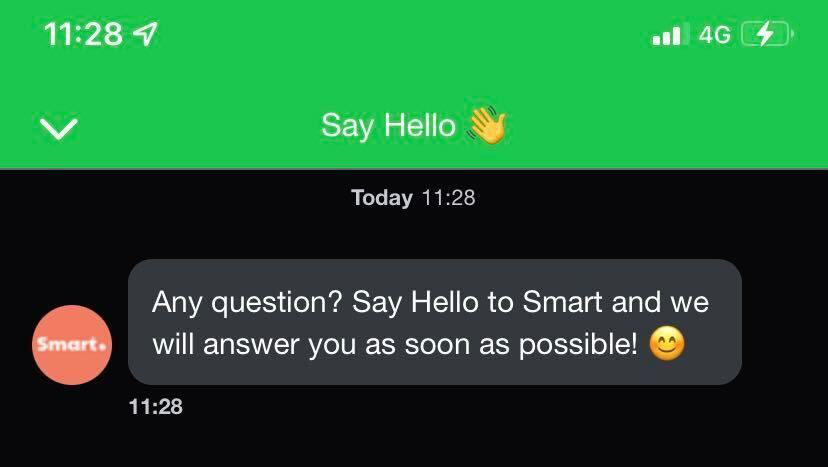 11:28
4G
Say Hello 👋
Today 11:28
Any question? Say Hello to Smart and we
will answer you as soon as possible! 😊
Smart.
11:28